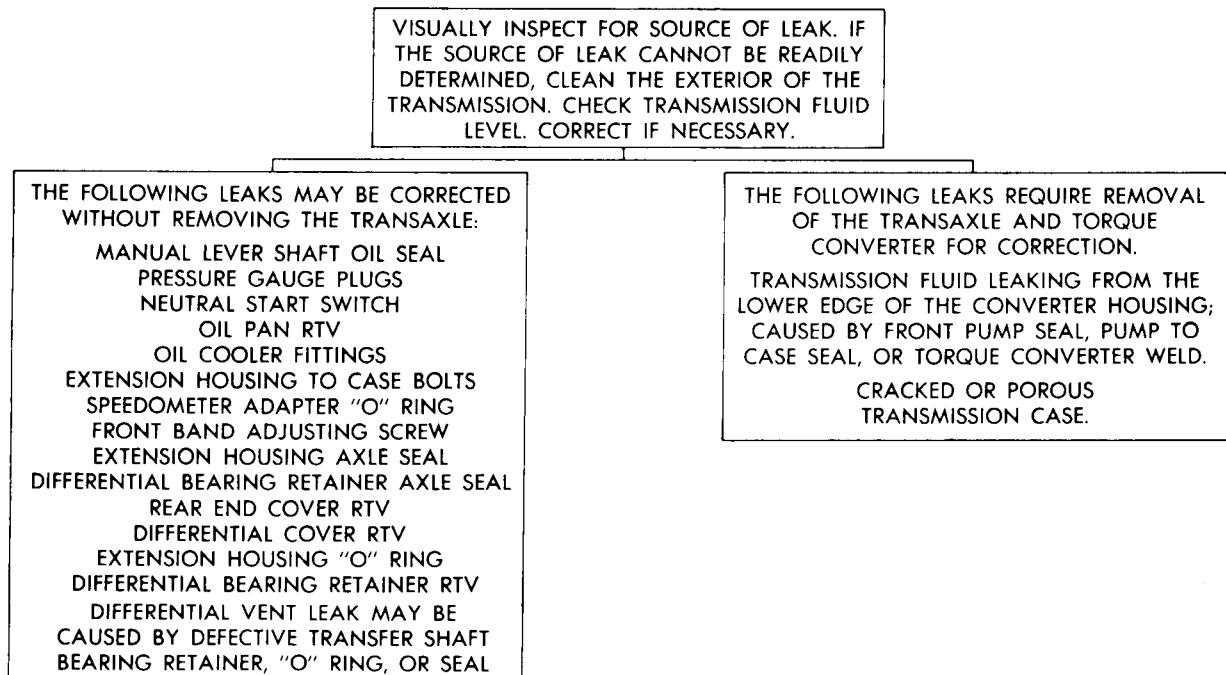 VISUALLY INSPECT FOR SOURCE OF LEAK. IF
THE SOURCE OF LEAK CANNOT BE READILY
DETERMINED, CLEAN THE EXTERIOR OF THE
TRANSMISSION. CHECK TRANSMISSION FLUID
LEVEL. CORRECT IF NECESSARY.
THE FOLLOWING LEAKS MAY BE CORRECTED
WITHOUT REMOVING THE TRANSAXLE:
MANUAL LEVER SHAFT OIL SEAL
PRESSURE GAUGE PLUGS
NEUTRAL START SWITCH
OIL PAN RTV
OIL COOLER FITTINGS
EXTENSION HOUSING TO CASE BOLTS
SPEEDOMETER ADAPTER "O" RING
FRONT BAND ADJUSTING SCREW
EXTENSION HOUSING AXLE SEAL
DIFFERENTIAL BEARING RETAINER AXLE SEAL
REAR END COVER RTV
DIFFERENTIAL COVER RTV
EXTENSION HOUSING "O" RING
DIFFERENTIAL BEARING RETAINER RTV
DIFFERENTIAL VENT LEAK MAY BE
CAUSED BY DEFECTIVE TRANSFER SHAFT
BEARING RETAINER, "O" RING, OR SEAL
THE FOLLOWING LEAKS REQUIRE REMOVAL
OF THE TRANSAXLE AND TORQUE
CONVERTER FOR CORRECTION.
TRANSMISSION FLUID LEAKING FROM THE
LOWER EDGE OF THE CONVERTER HOUSING;
CAUSED BY FRONT PUMP SEAL, PUMP TO
CASE SEAL, OR TORQUE CONVERTER WELD.
CRACKED OR POROUS
TRANSMISSION CASE.